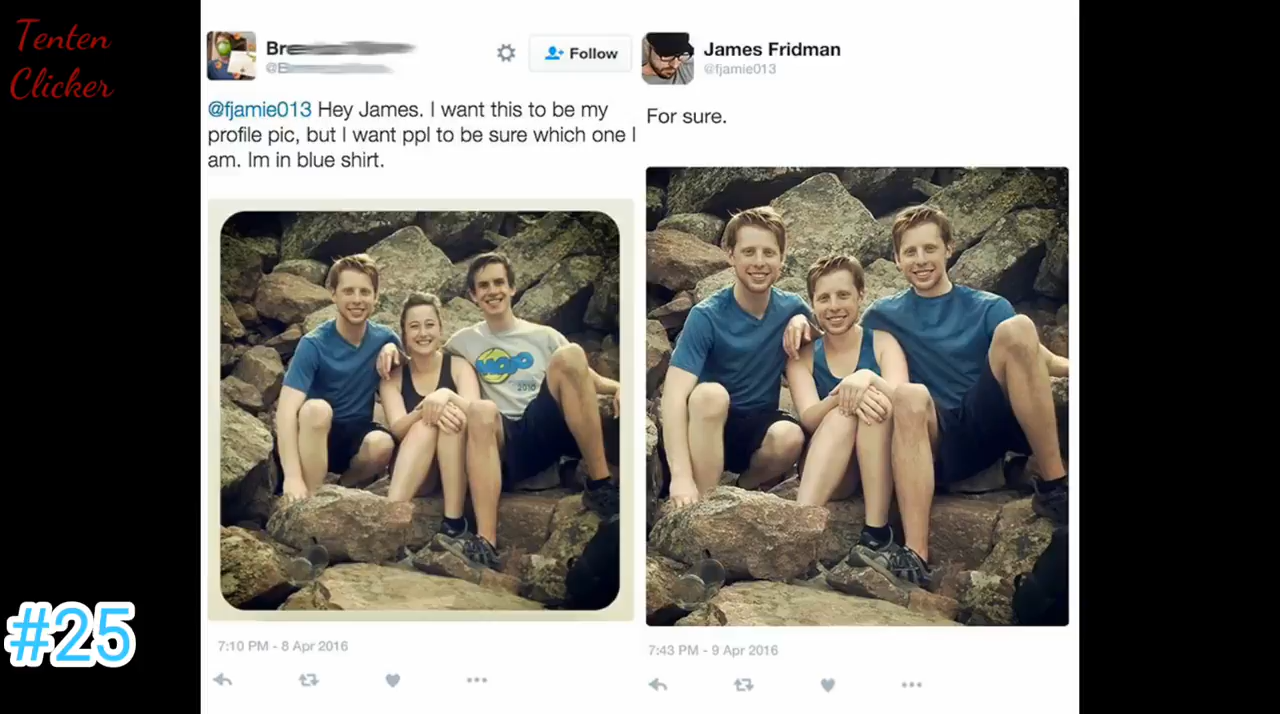 Tenten
Clicker
Follow
@fjamie013 Hey James. I want this to be my
profile pic, but I want ppl to be sure which one I
am. Im in blue shirt.
MOJO
2010
7:10 PM - 8 Apr 2016
James Fridman
@fjamie013
For sure.
7:43 PM - 9 Apr 2016
#25